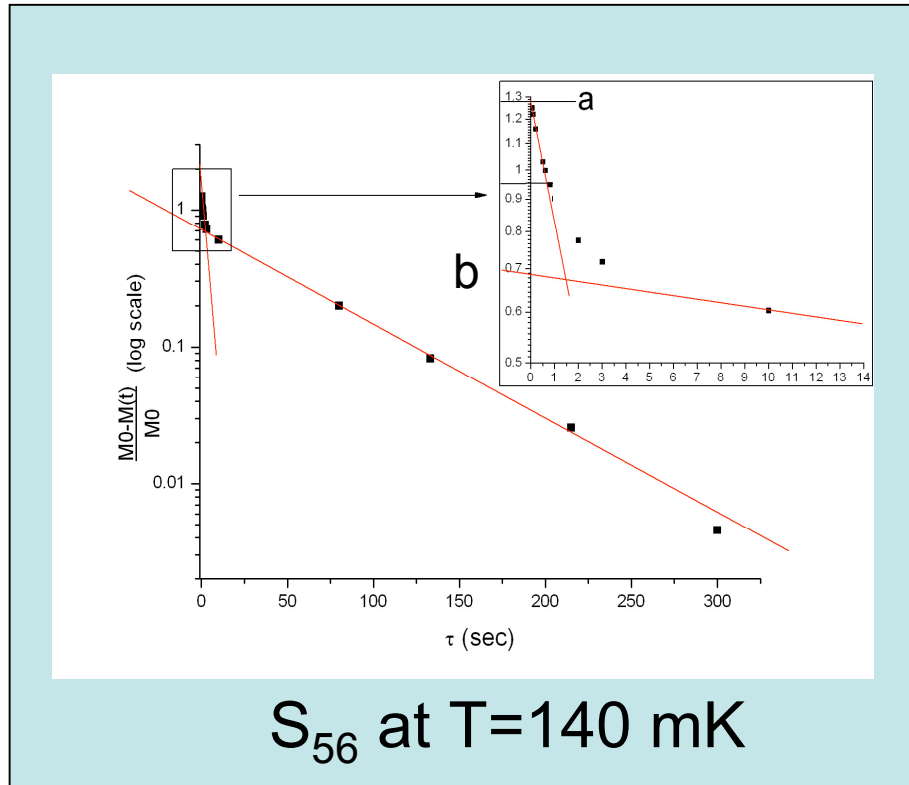 a
1.3
1.2
1.1
1
0.9
0.8
b
0.7
0.6
0.5
0 1 2 3 4 5 6 7 8 9 10 11 12 13 14
1
0.1
0.01
M0-M(t)
M0
(log scale)
0 50 100 150 200 250 300
τ (sec)
S₅₆ at T=140 mK